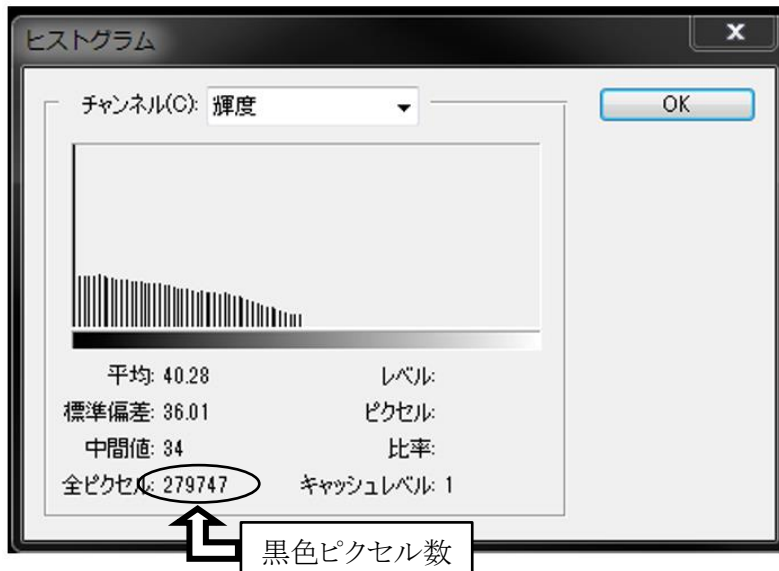 ヒストグラム
x
チャンネル(C): 輝度
OK
平均: 40.28 レベル:
標準偏差: 36.01 ピクセル:
中間値: 34 比率:
全ピクセル: 279747 キャッシュレベル: 1
黒色ピクセル数